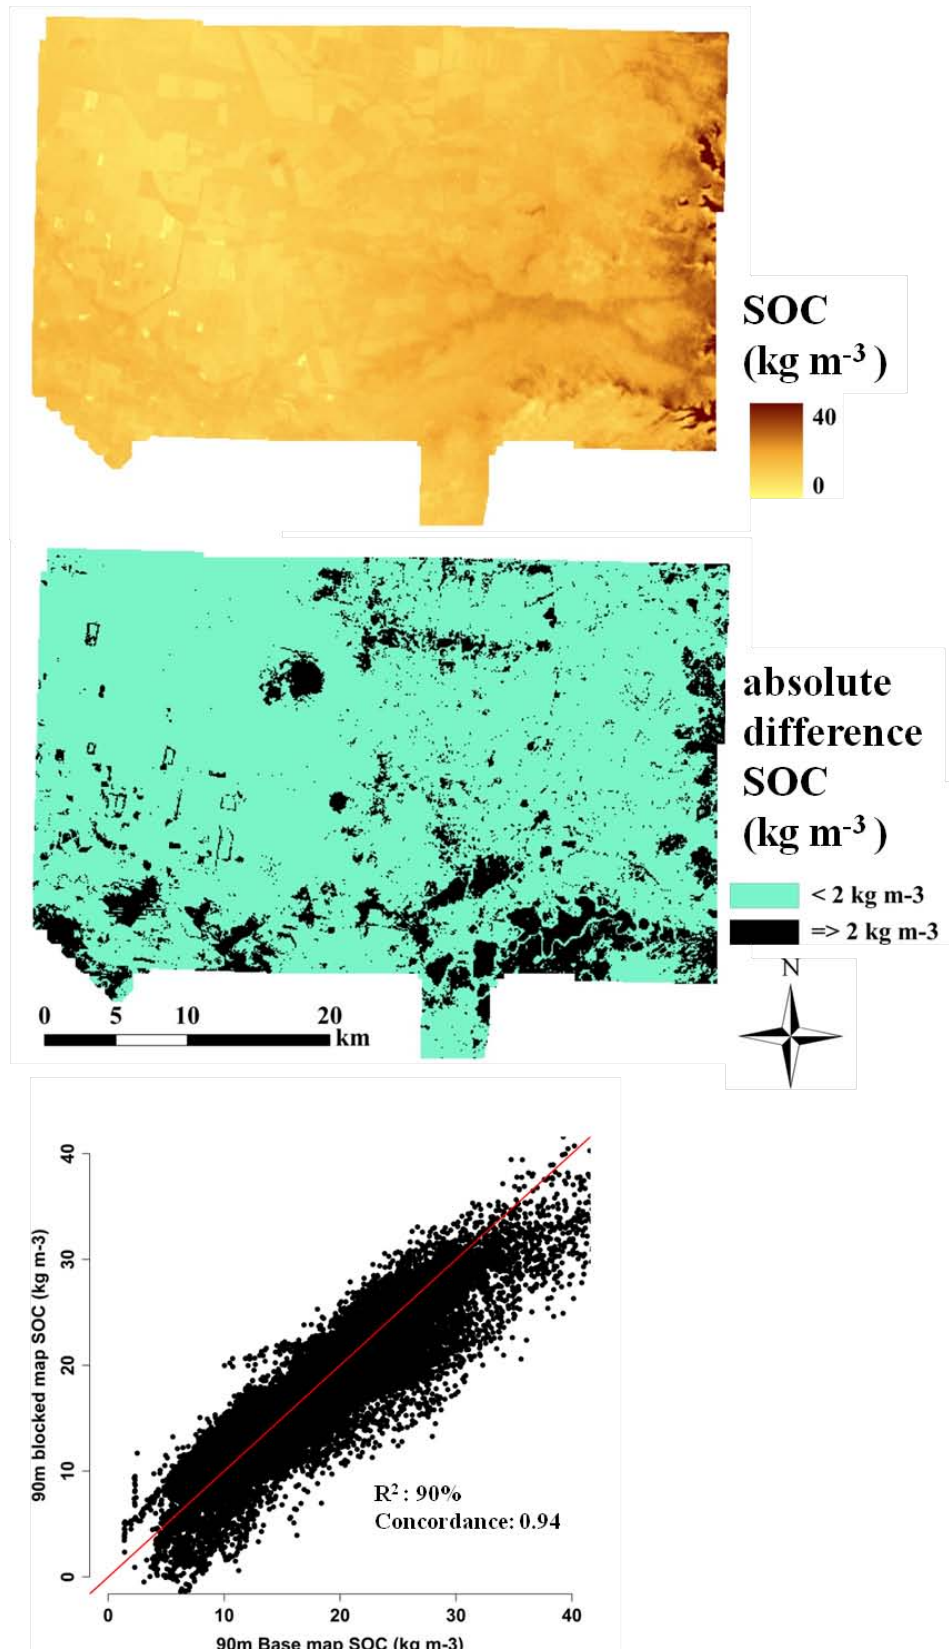 SOC
(kg m-3 )
40
0
absolute
difference
SOC
(kg m-3 )
< 2 kg m-3
=> 2 kg m-3
N
0 5 10 20
km
40
30
20
10
0
90m blocked map SOC (kg m-3)
R2 : 90%
Concordance: 0.94
0 10 20 30 40
90m Base map SOC (kg m-3)